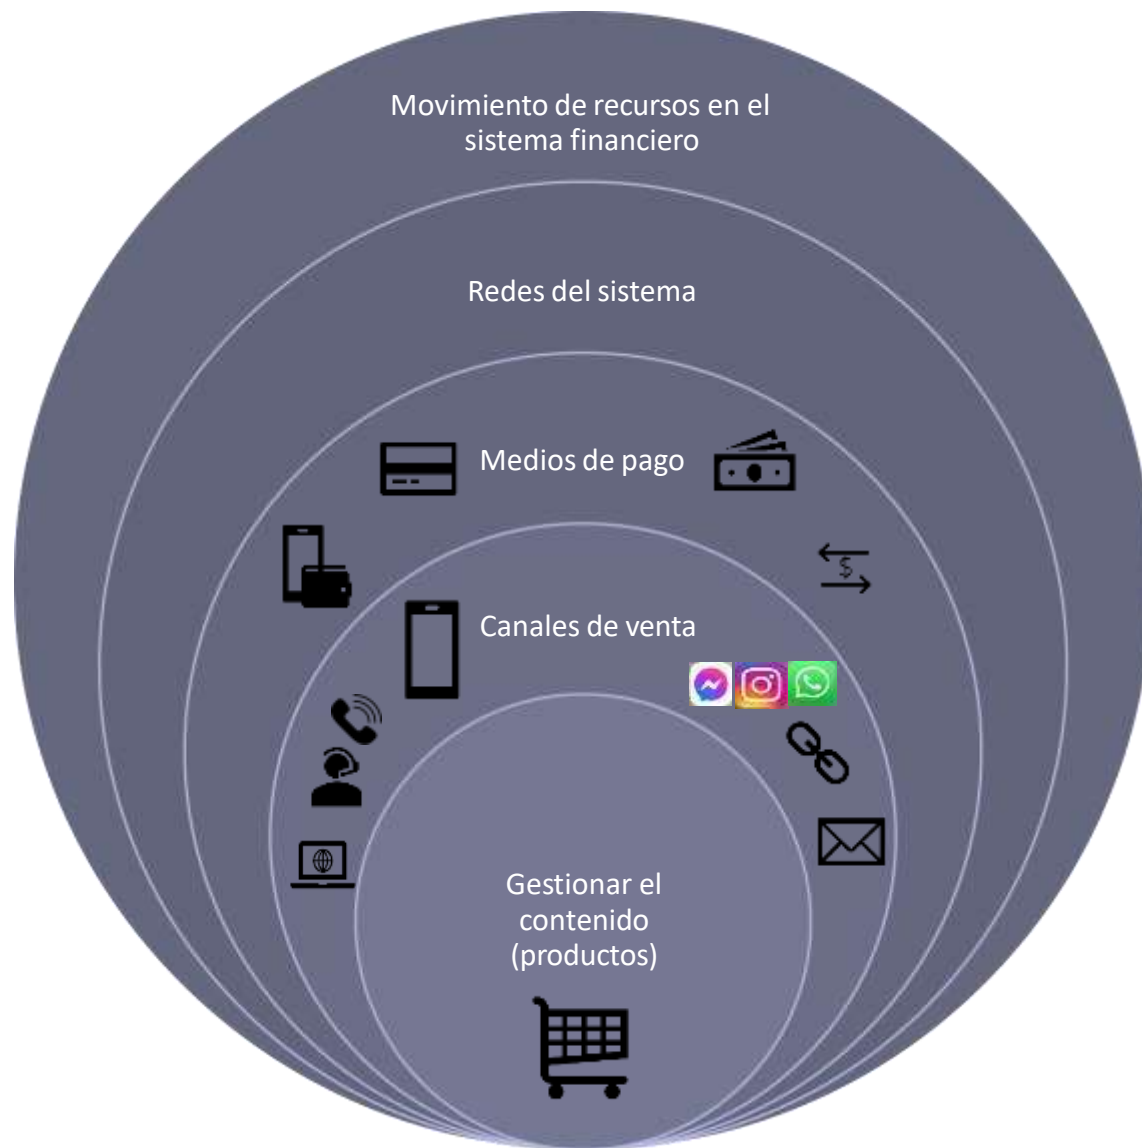 Movimiento de recursos en el
sistema financiero
Redes del sistema
Medios de pago
$
Canales de venta
Gestionar el
contenido
(productos)